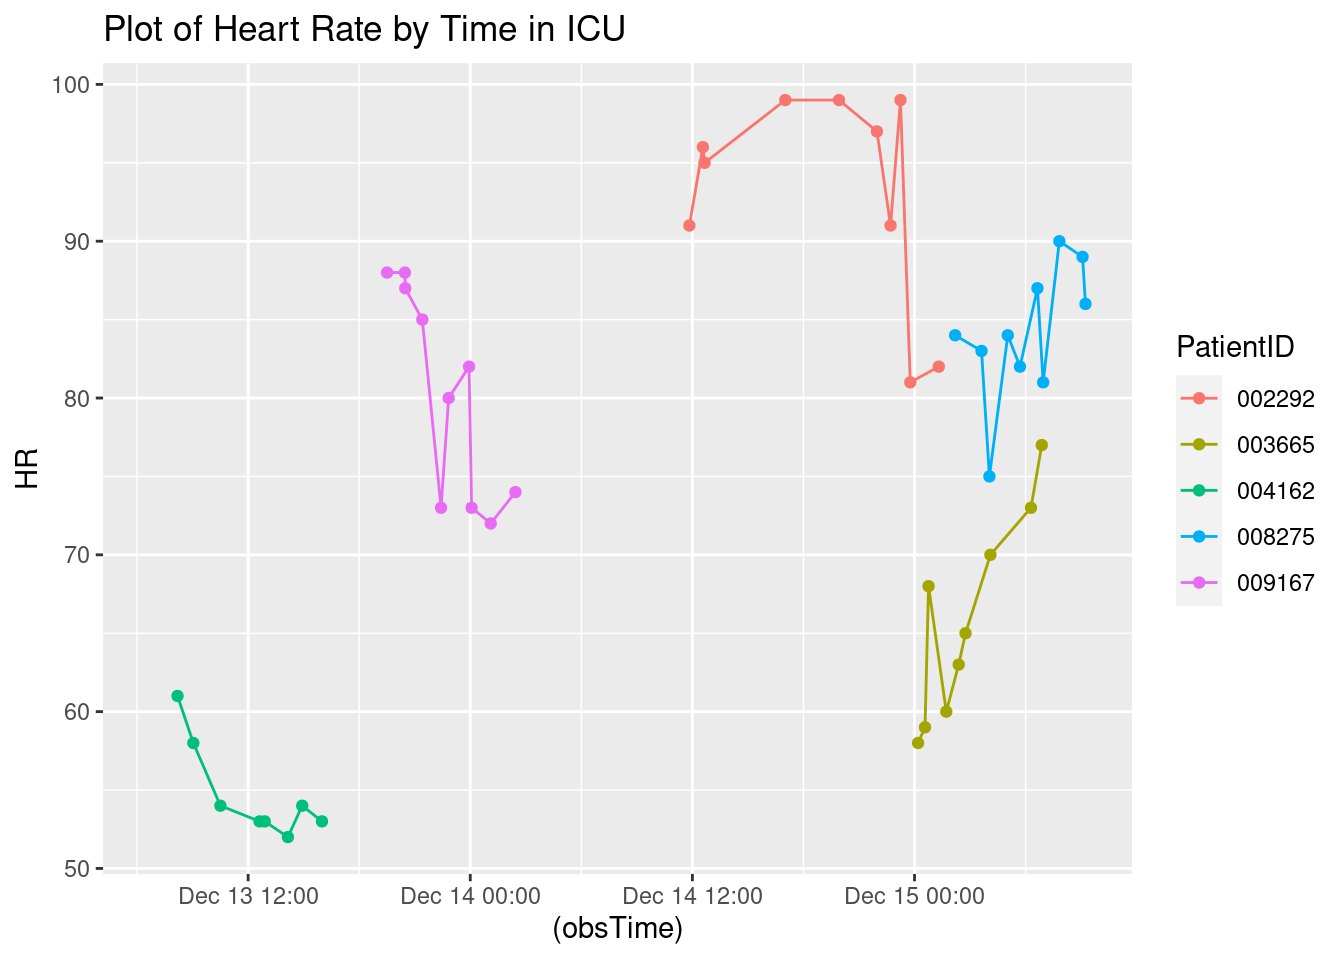 Plot of Heart Rate by Time in ICU
100
90
80
70
60
50
HR
Dec 13 12:00
Dec 14 00:00
Dec 14 12:00
Dec 15 00:00
(obsTime)
PatientID
002292
003665
004162
008275
009167